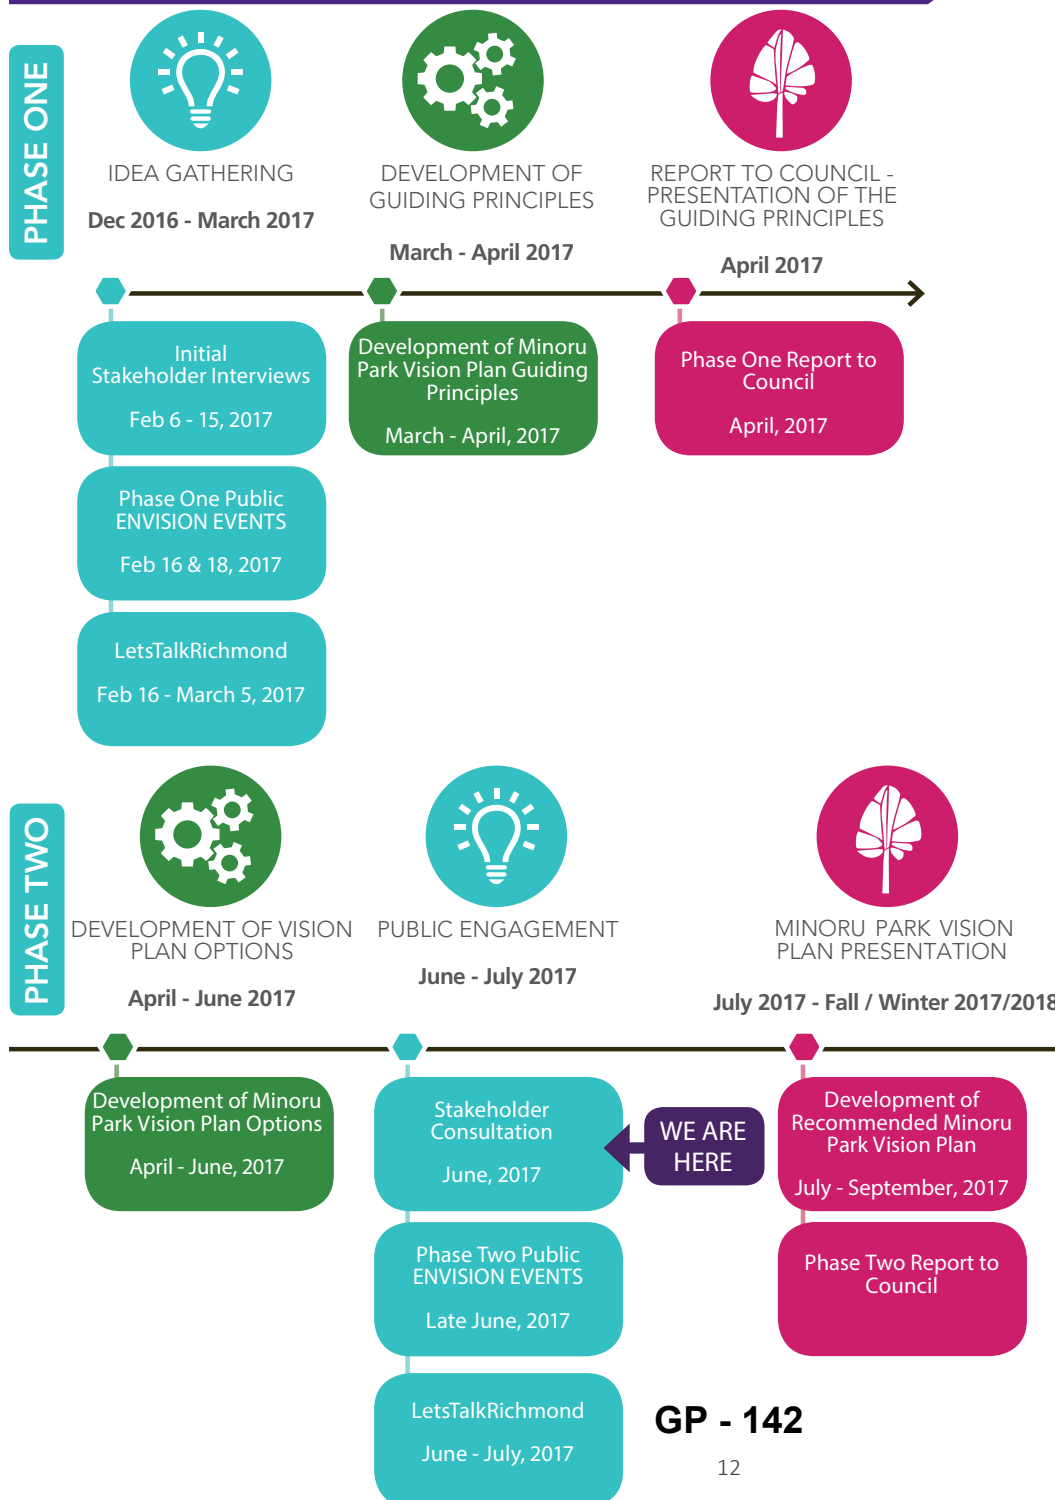 PHASE ONE
IDEA GATHERING
Dec 2016 - March 2017
DEVELOPMENT OF
GUIDING PRINCIPLES
March - April 2017
REPORT TO COUNCIL -
PRESENTATION OF THE
GUIDING PRINCIPLES
April 2017
Initial
Stakeholder Interviews
Feb 6 - 15, 2017
Phase One Public
ENVISION EVENTS
Feb 16 & 18, 2017
LetsTalkRichmond
Feb 16 - March 5, 2017
Development of Minoru
Park Vision Plan Guiding
Principles
March - April, 2017
Phase One Report to
Council
April, 2017
PHASE TWO
DEVELOPMENT OF VISION
PLAN OPTIONS
April - June 2017
PUBLIC ENGAGEMENT
June - July 2017
MINORU PARK VISION
PLAN PRESENTATION
July 2017 - Fall / Winter 2017/2018
Development of Minoru
Park Vision Plan Options
April - June, 2017
Stakeholder
Consultation
June, 2017
WE ARE
HERE
Phase Two Public
ENVISION EVENTS
Late June, 2017
LetsTalkRichmond
June - July, 2017
Development of
Recommended Minoru
Park Vision Plan
July - September, 2017
Phase Two Report to
Council
GP - 142
12